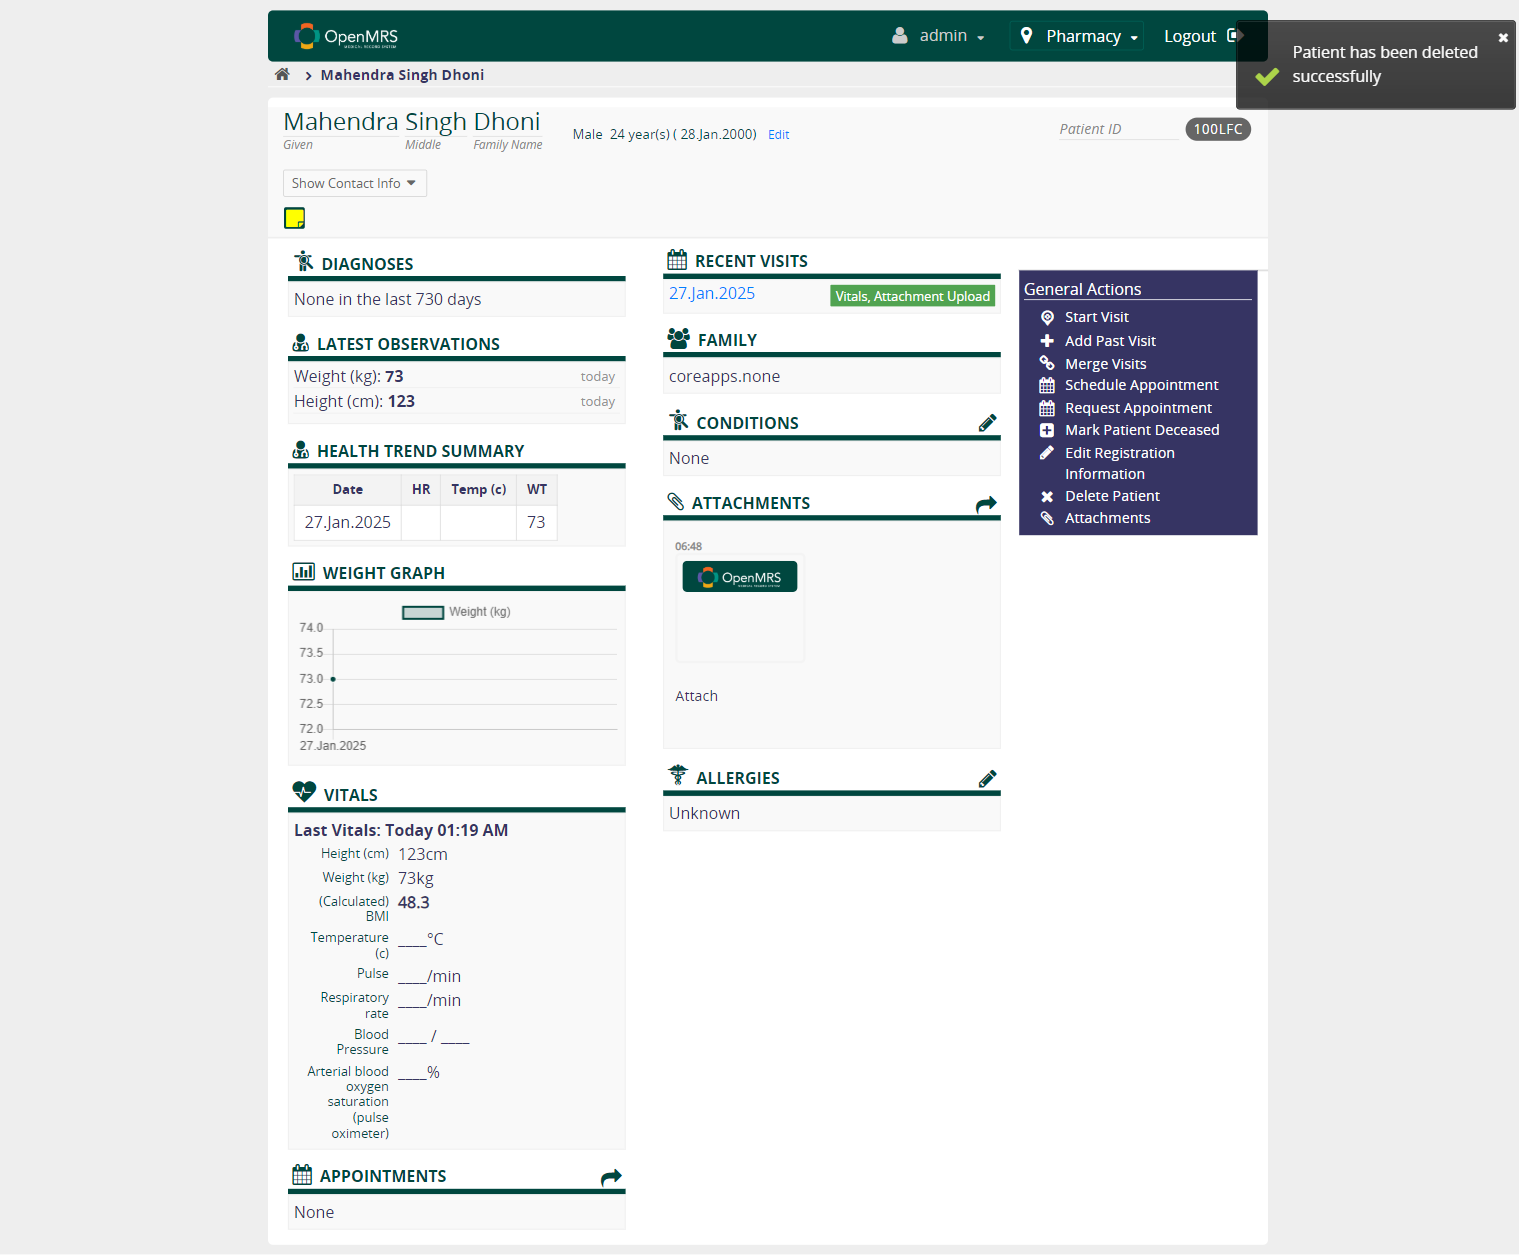 OpenMRS
MEDICAL RECORD SYSTEM
admin
Pharmacy
Logout
Patient has been deleted
successfully
Mahendra Singh Dhoni
Mahendra Singh Dhoni
Given Middle Family Name
Male 24 year(s) ( 28.Jan.2000) Edit
Patient ID 100LFC
Show Contact Info
DIAGNOSES
None in the last 730 days
LATEST OBSERVATIONS
Weight (kg): 73 today
Height (cm): 123 today
HEALTH TREND SUMMARY
Date HR Temp (c) WT
27.Jan.2025 73
WEIGHT GRAPH
Weight (kg)
74.0
73.5
73.0
72.5
72.0
27.Jan.2025
VITALS
Last Vitals: Today 01:19 AM
Height (cm) 123cm
Weight (kg) 73kg
(Calculated) 48.3
BMI
Temperature ____°C
(c)
Pulse ____/min
Respiratory ____/min
rate
Blood ____ / ____
Pressure
Arterial blood ____%
oxygen
saturation
(pulse
oximeter)
APPOINTMENTS
None
RECENT VISITS
27.Jan.2025 Vitals, Attachment Upload
FAMILY
coreapps.none
CONDITIONS
None
ATTACHMENTS
06:48
OpenMRS
Attach
ALLERGIES
Unknown
General Actions
Start Visit
Add Past Visit
Merge Visits
Schedule Appointment
Request Appointment
Mark Patient Deceased
Edit Registration
Information
Delete Patient
Attachments